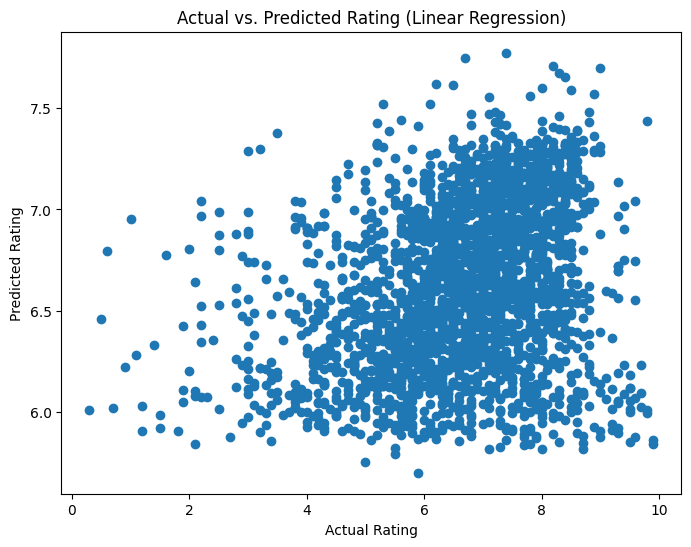 Actual vs. Predicted Rating (Linear Regression)
7.5
7.0
6.5
6.0
Predicted Rating
0 2 4 6 8 10
Actual Rating